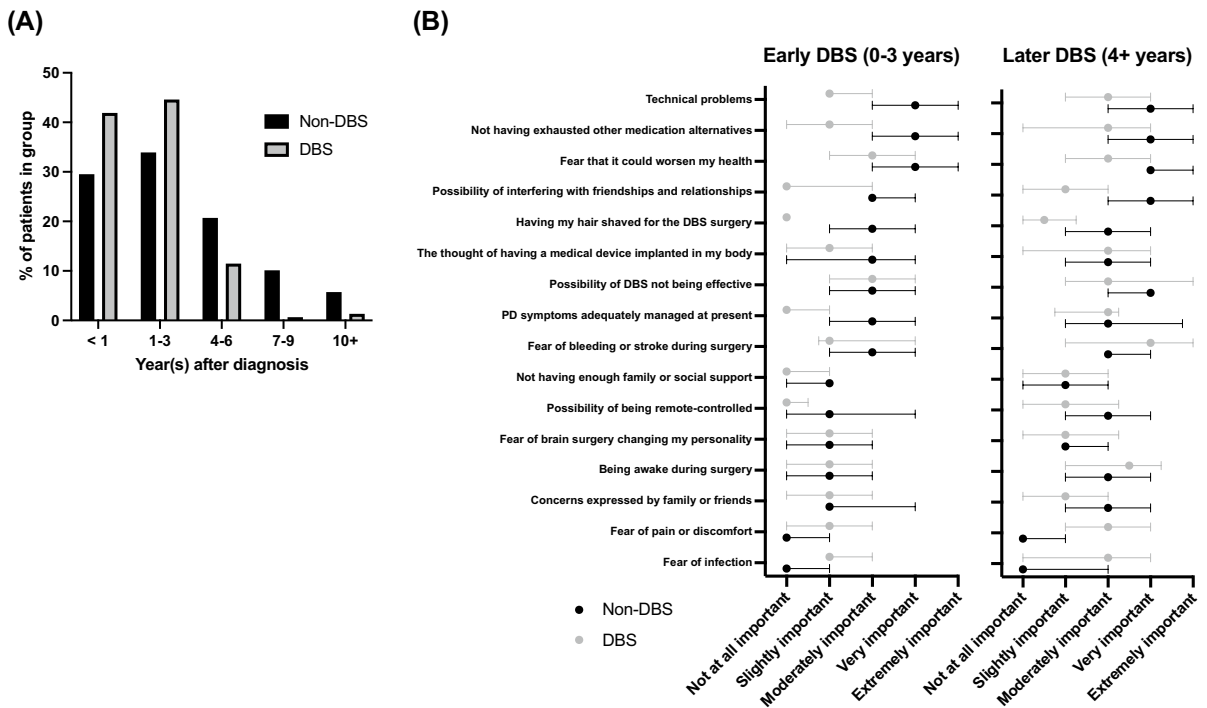 (A)
% of patients in group
50
40
30
20
10
0
Non-DBS
DBS
< 1
1-3
4-6
7-9
10+
Year(s) after diagnosis
(B)
Early DBS (0-3 years)
Later DBS (4+ years)
Technical problems
Not having exhausted other medication alternatives
Fear that it could worsen my health
Possibility of interfering with friendships and relationships
Having my hair shaved for the DBS surgery
The thought of having a medical device implanted in my body
Possibility of DBS not being effective
PD symptoms adequately managed at present
Fear of bleeding or stroke during surgery
Not having enough family or social support
Possibility of being remote-controlled
Fear of brain surgery changing my personality
Being awake during surgery
Concerns expressed by family or friends
Fear of pain or discomfort
Fear of infection
Non-DBS
DBS
Not at all important
Slightly important
Moderately important
Very important
Extremely important
Not at all important
Slightly important
Moderately important
Very important
Extremely important